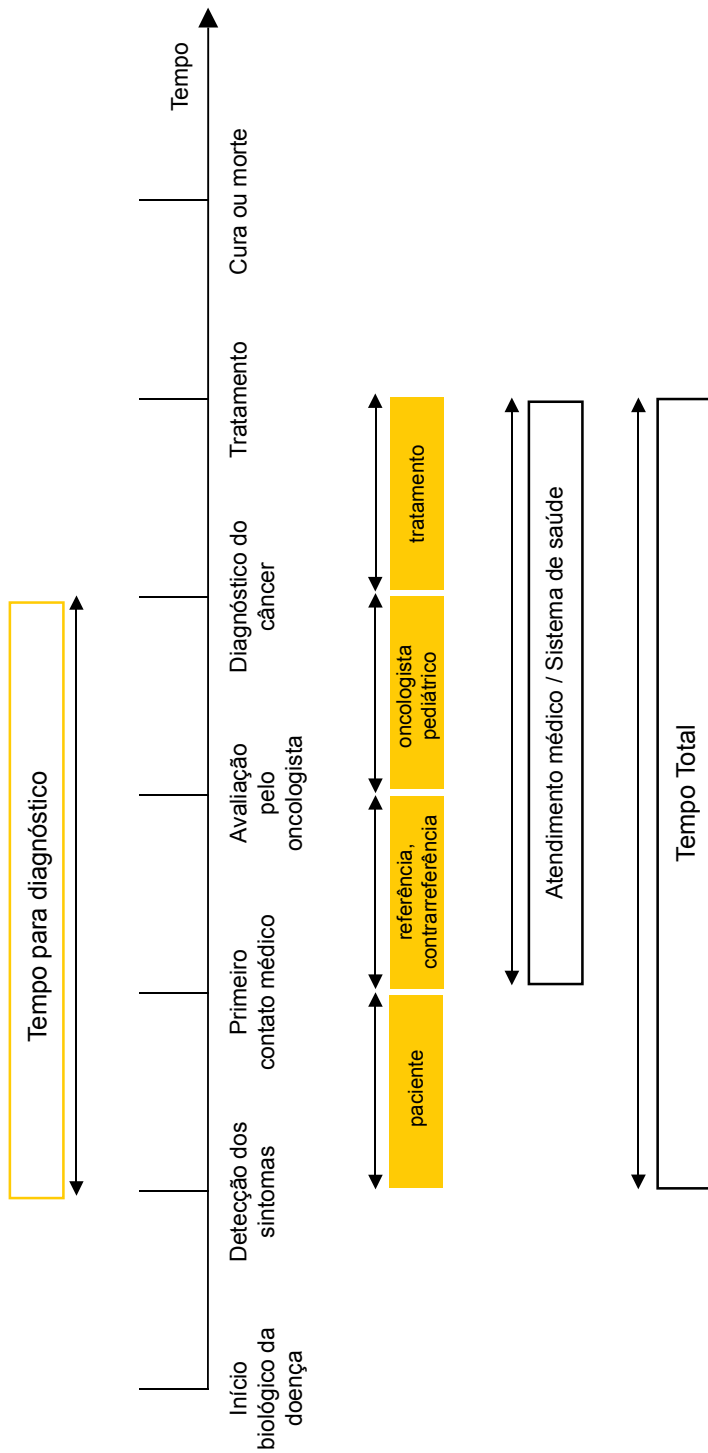 Tempo para diagnóstico
Tempo
Início
biológico da
doença
Detecção dos
sintomas
Primeiro
contato médico
Avaliação
pelo
oncologista
Diagnóstico do
câncer
Tratamento
Cura ou morte
paciente
referência,
contrarreferência
oncologista
pediátrico
tratamento
Atendimento médico / Sistema de saúde
Tempo Total